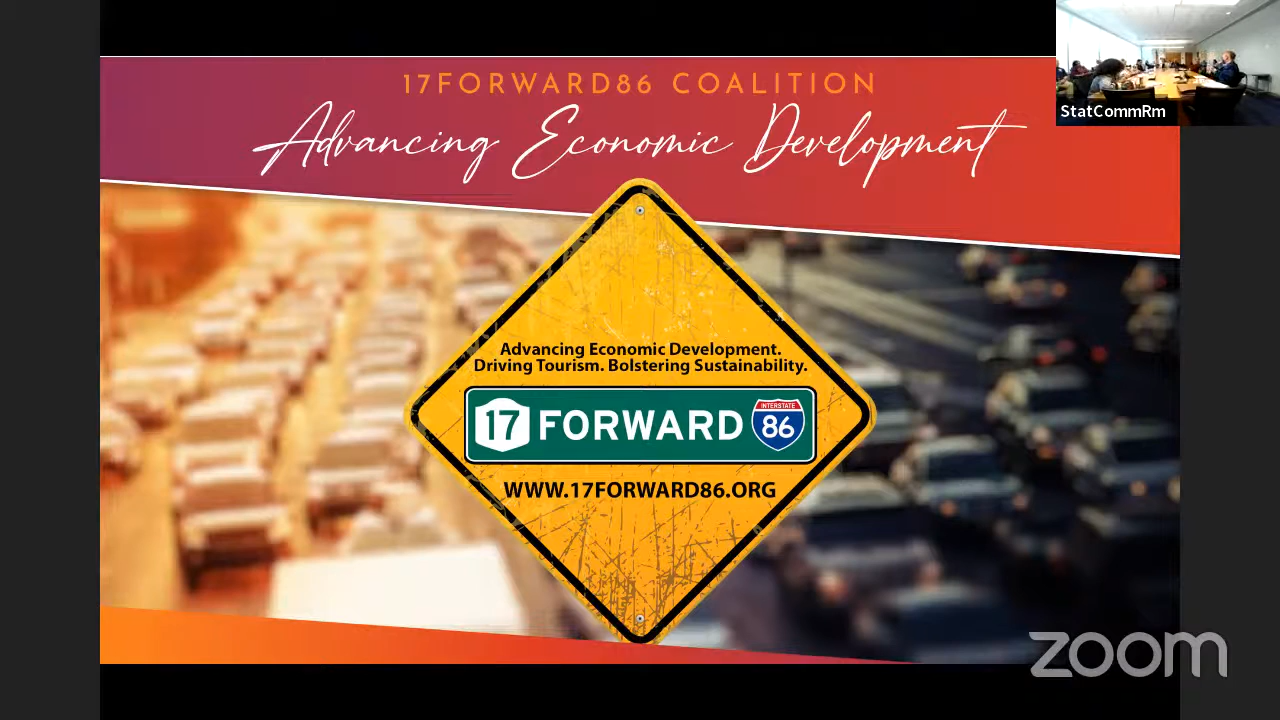 17FORWARD86 COALITION
Advancing Economic Development
StatCommRm
Advancing Economic Development.
Driving Tourism. Bolstering Sustainability.
17 FORWARD INTERSTATE 86
WWW.17FORWARD86.ORG
zoom